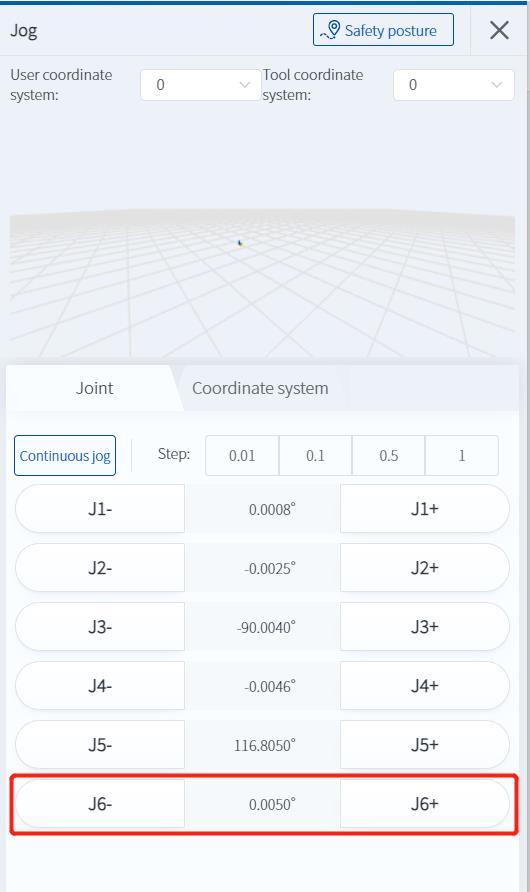 Jog
Safety posture
User coordinate
system:
0
Tool coordinate
system:
0
Joint
Coordinate system
Continuous jog
Step:
0.01
0.1
0.5
1
J1-
0.0008°
J1+
J2-
-0.0025°
J2+
J3-
-90.0040°
J3+
J4-
-0.0046°
J4+
J5-
116.8050°
J5+
J6-
0.0050°
J6+